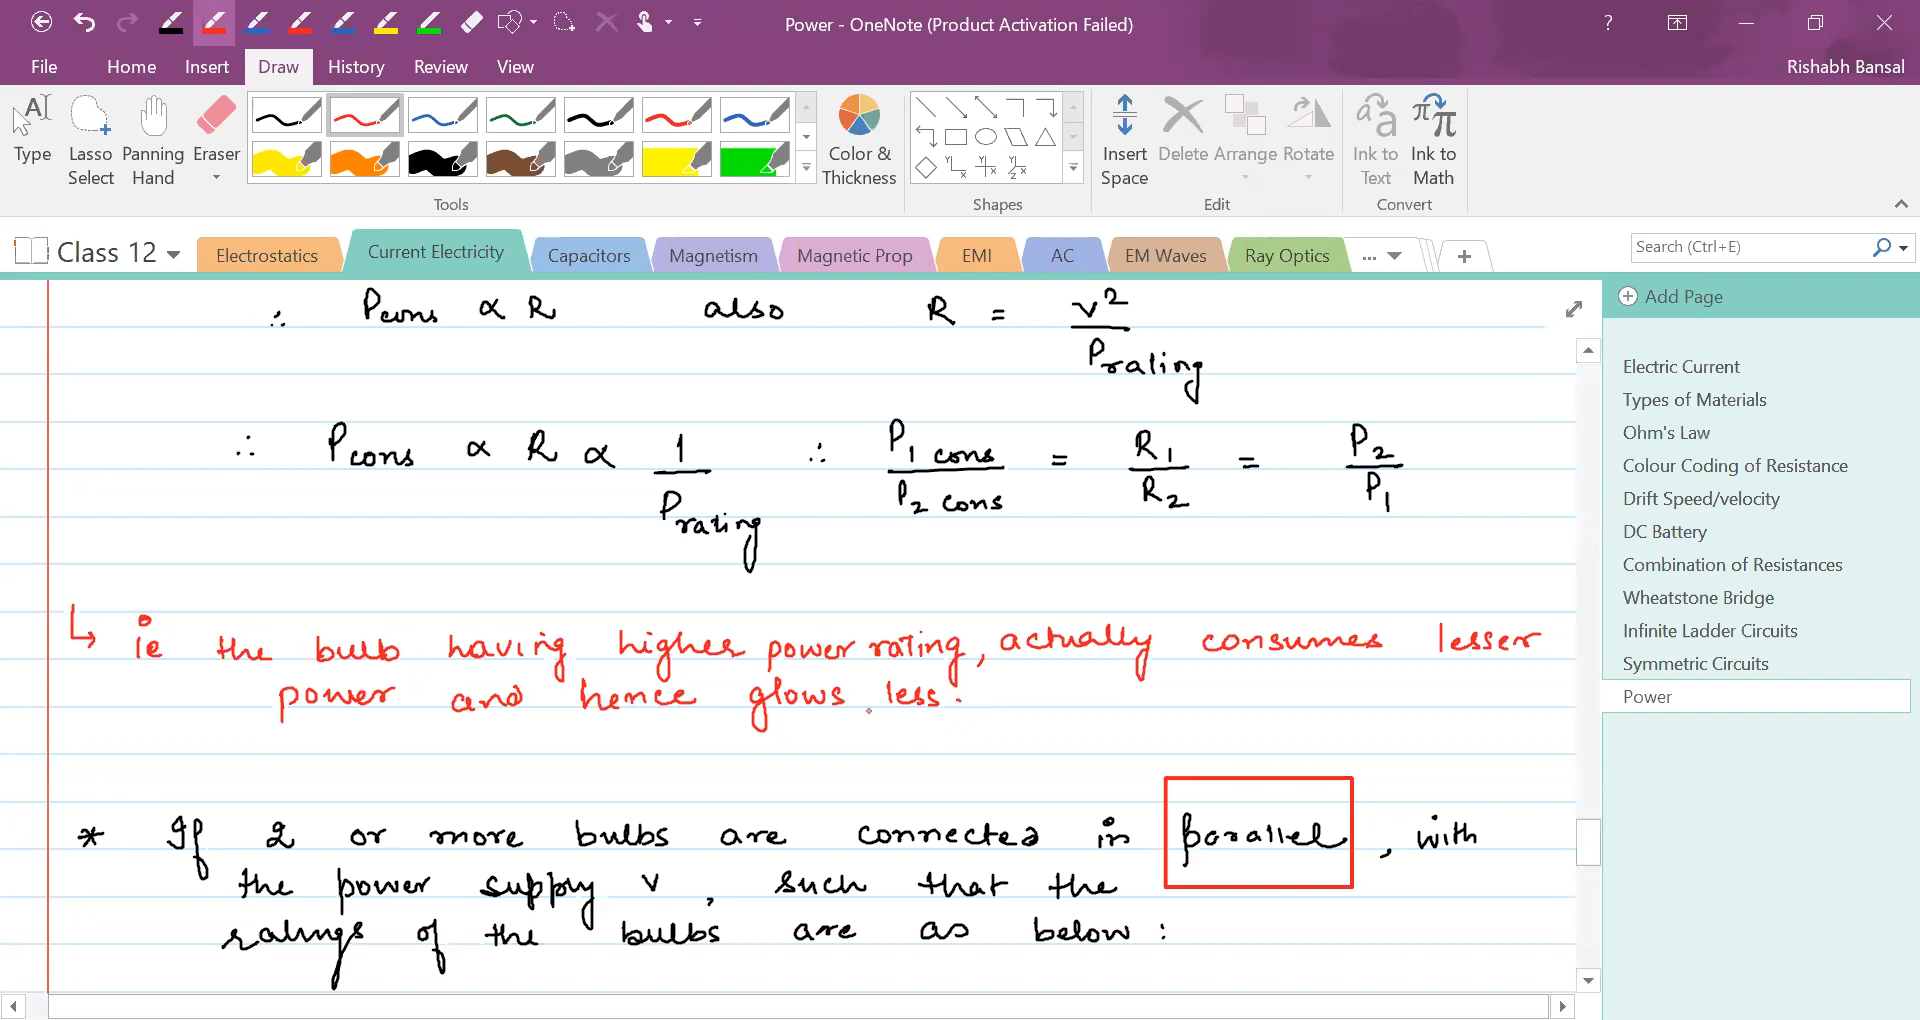 Power - OneNote (Product Activation Failed)
?
File Home Insert Draw History Review View
Rishabh Bansal
Type
Lasso Select
Panning Hand
Eraser
Color & Thickness
Insert Space
Delete
Arrange
Rotate
Ink to Text
Ink to Math
Tools
Shapes
Edit
Convert
Class 12
Electrostatics
Current Electricity
Capacitors
Magnetism
Magnetic Prop
EMI
AC
EM Waves
Ray Optics
...
Search (Ctrl+E)
∴ Pcons ∝ R also R = v²/Prating
∴ Pcons ∝ R ∝ 1/Prating ∴ P1 cons/P2 cons = R1/R2 = P2/P1
ie the bulb having higher power rating, actually consumes lesser
power and hence glows less.
* If 2 or more bulbs are connected in parallel, with
the power supply V, such that the
ratings of the bulbs are as below:
Add Page
Electric Current
Types of Materials
Ohm's Law
Colour Coding of Resistance
Drift Speed/velocity
DC Battery
Combination of Resistances
Wheatstone Bridge
Infinite Ladder Circuits
Symmetric Circuits
Power